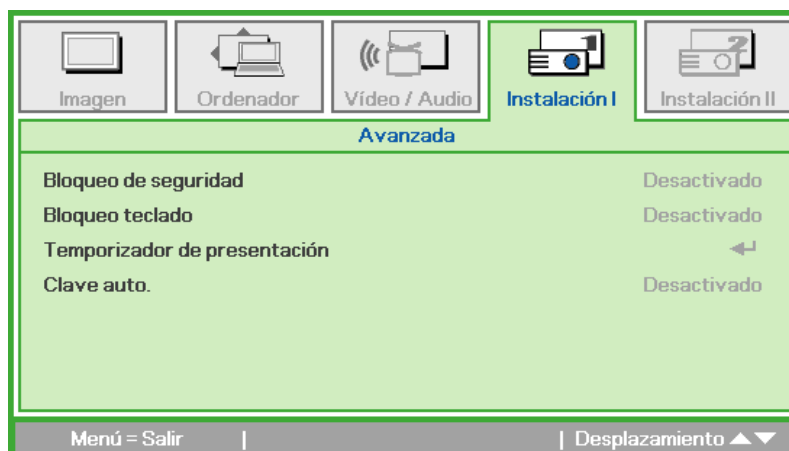 Imagen Ordenador Vídeo / Audio Instalación I Instalación II
Avanzada
Bloqueo de seguridad Desactivado
Bloqueo teclado Desactivado
Temporizador de presentación
Clave auto. Desactivado
Menú = Salir | | Desplazamiento ▲▼